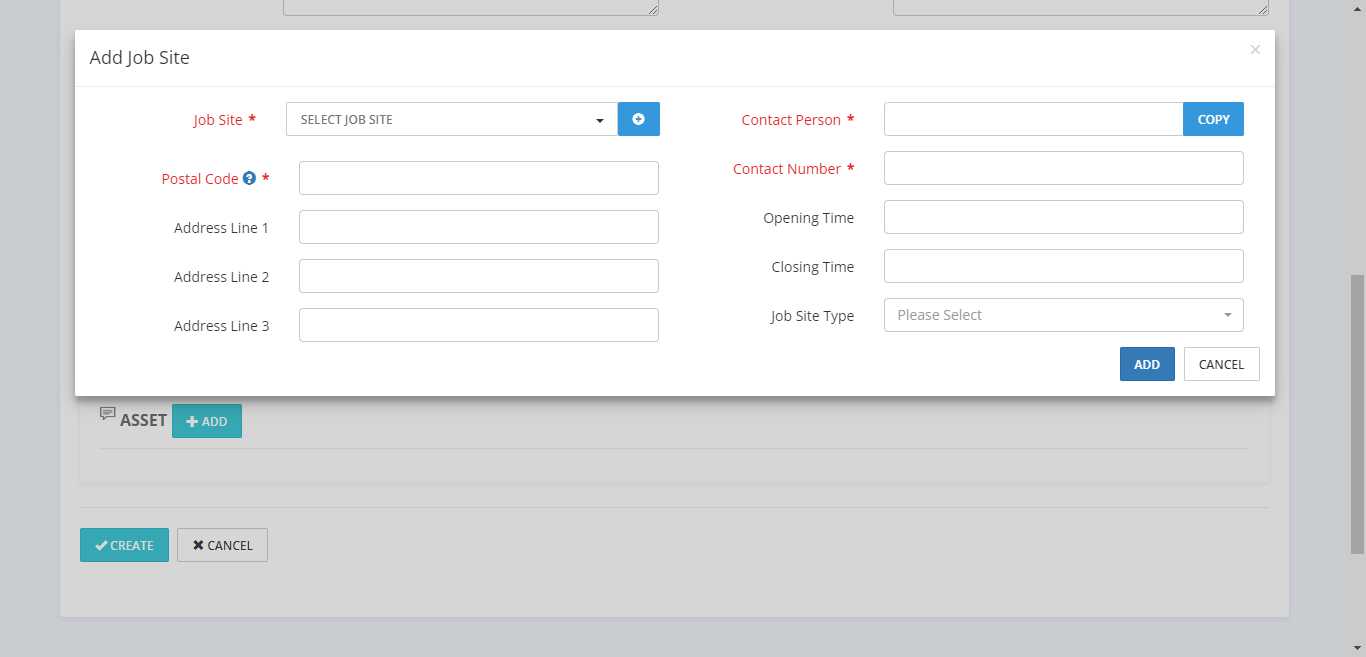 Add Job Site
×
Job Site *
SELECT JOB SITE
Postal Code ? *
Address Line 1
Address Line 2
Address Line 3
Contact Person *
COPY
Contact Number *
Opening Time
Closing Time
Job Site Type
Please Select
ADD
CANCEL
ASSET
ADD
CREATE
CANCEL